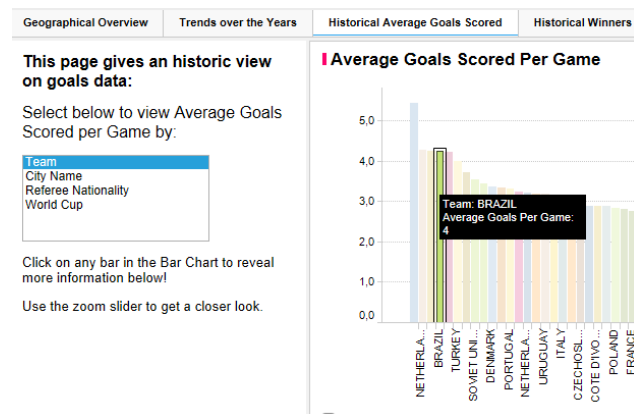 Geographical Overview
Trends over the Years
Historical Average Goals Scored
Historical Winners
This page gives an historic view
on goals data:
Select below to view Average Goals
Scored per Game by:
Team
City Name
Referee Nationality
World Cup
Click on any bar in the Bar Chart to reveal
more information below!
Use the zoom slider to get a closer look.
Average Goals Scored Per Game
5,0
4,0
3,0
2,0
1,0
0,0
Team: BRAZIL
Average Goals Per Game:
4
NETHERLA...
BRAZIL
TURKEY
SOVIET UNI...
DENMARK
PORTUGAL
NETHERLA...
URUGUAY
ITALY
CZECHOSL...
COTE D'IVO...
POLAND
FRANCE